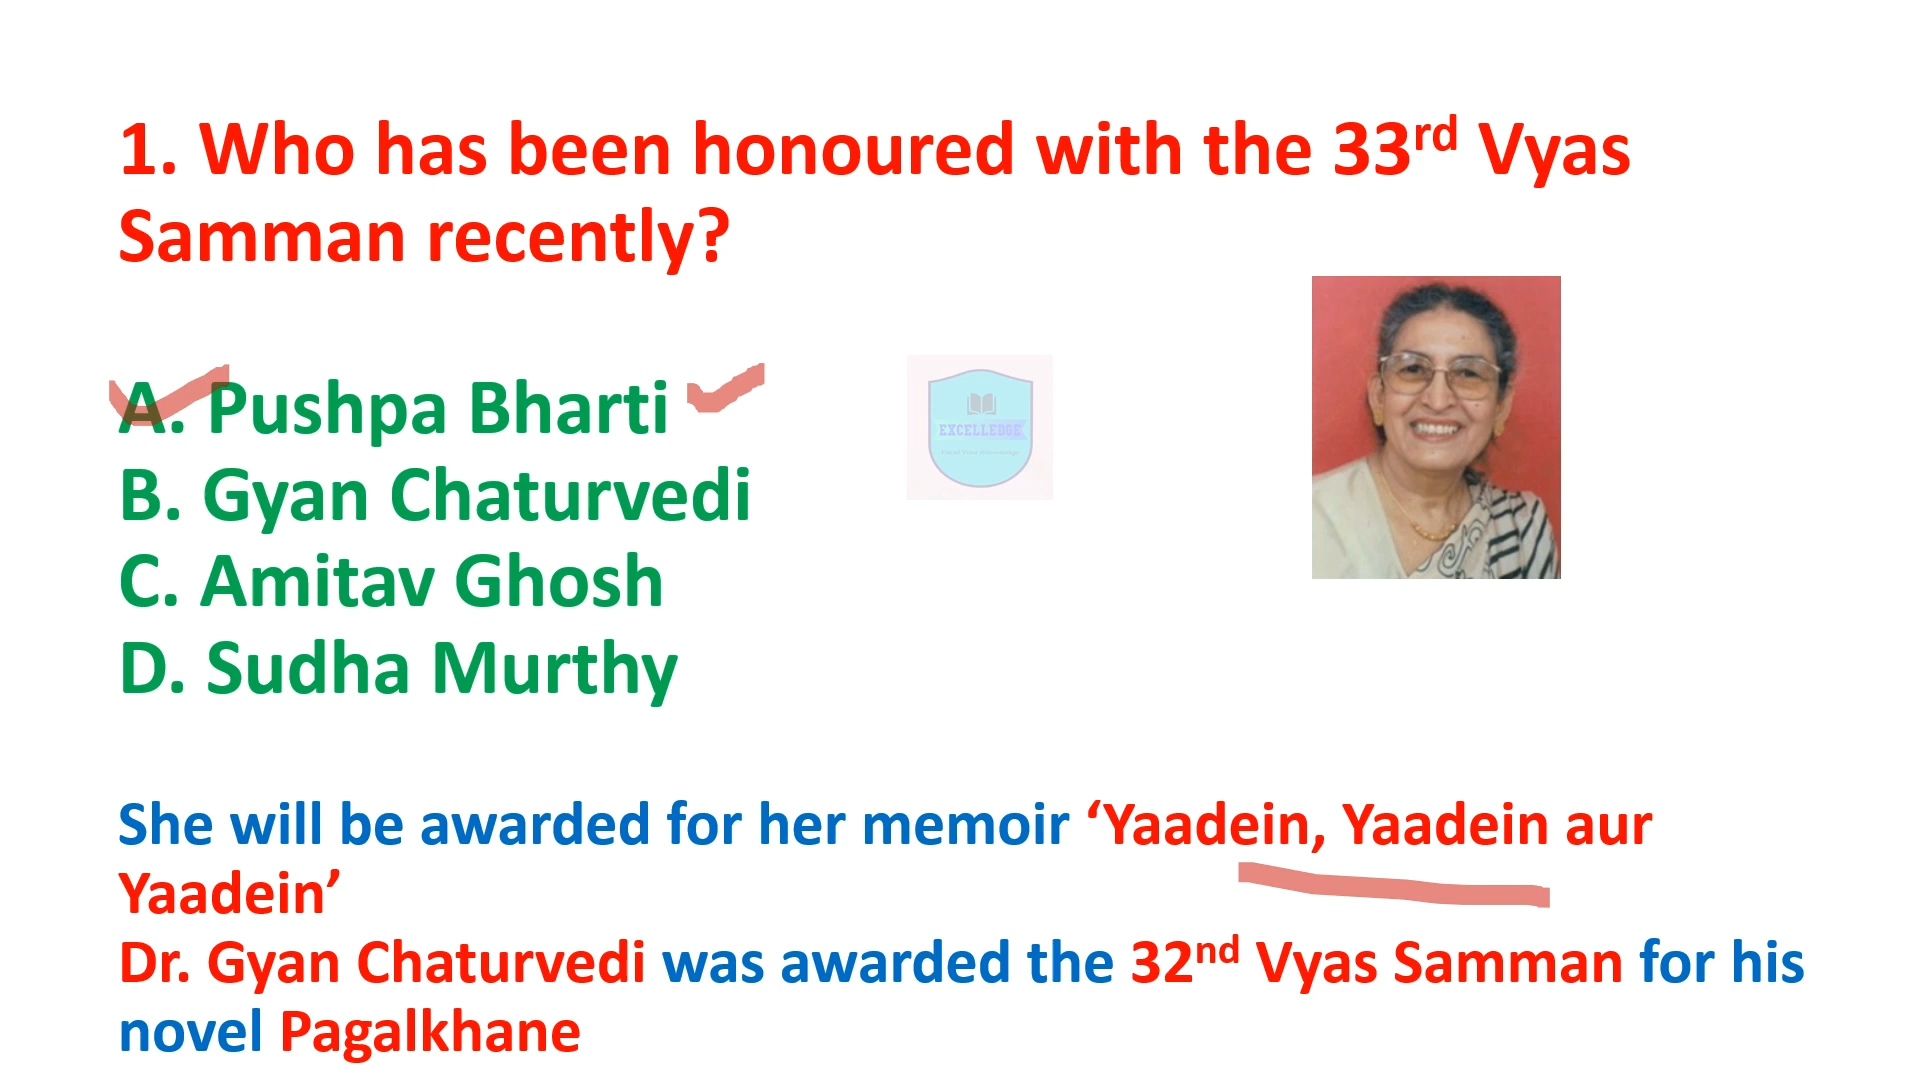 1. Who has been honoured with the 33rd Vyas
Samman recently?
A. Pushpa Bharti
EXCELLEDGE
B. Gyan Chaturvedi
C. Amitav Ghosh
D. Sudha Murthy
She will be awarded for her memoir ‘Yaadein, Yaadein aur
Yaadein’
Dr. Gyan Chaturvedi was awarded the 32nd Vyas Samman for his
novel Pagalkhane